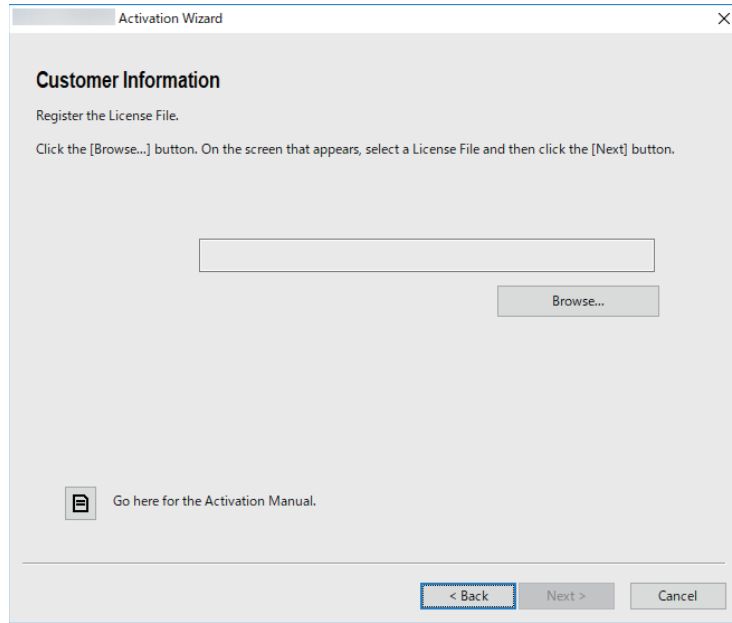 Activation Wizard
Customer Information
Register the License File.
Click the [Browse...] button. On the screen that appears, select a License File and then click the [Next] button.
Browse...
Go here for the Activation Manual.
< Back
Next >
Cancel